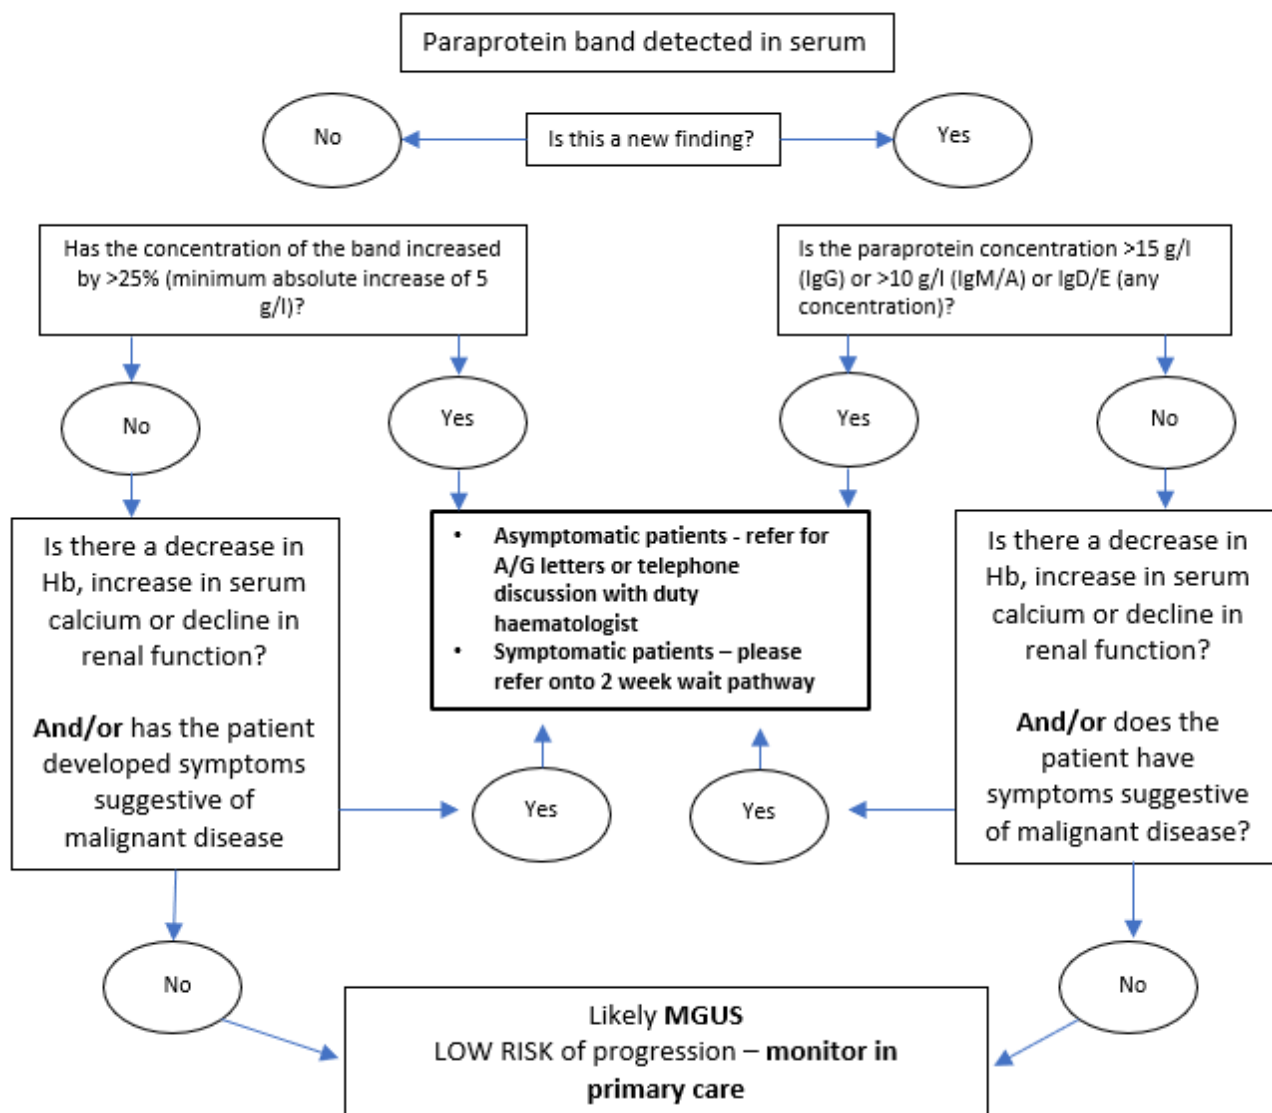 Paraprotein band detected in serum
No
Is this a new finding?
Yes
Has the concentration of the band increased
by >25% (minimum absolute increase of 5
g/l)?
Is the paraprotein concentration >15 g/l
(IgG) or >10 g/l (IgM/A) or IgD/E (any
concentration)?
No
Yes
Yes
No
Is there a decrease in
Hb, increase in serum
calcium or decline in
renal function?
And/or has the patient
developed symptoms
suggestive of
malignant disease
• Asymptomatic patients - refer for
A/G letters or telephone
discussion with duty
haematologist
• Symptomatic patients – please
refer onto 2 week wait pathway
Is there a decrease in
Hb, increase in serum
calcium or decline in
renal function?
And/or does the
patient have
symptoms suggestive
of malignant disease?
Yes
Yes
No
No
Likely MGUS
LOW RISK of progression – monitor in
primary care